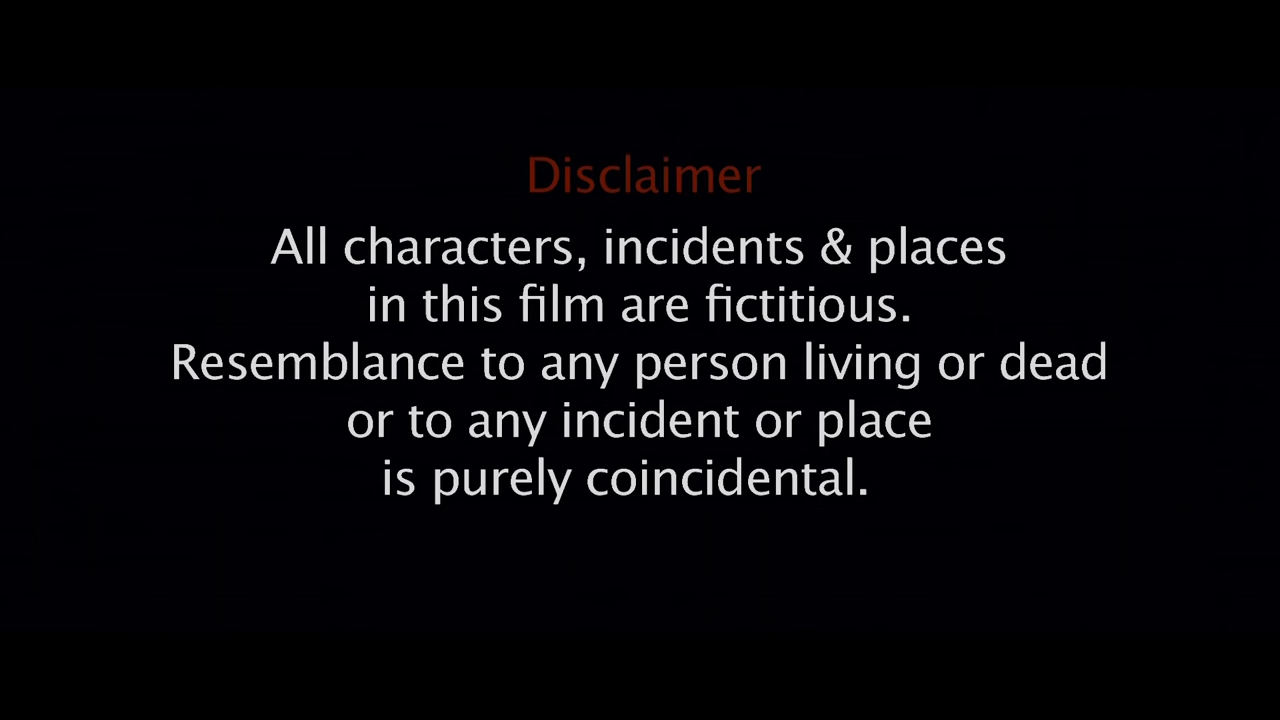 Disclaimer
All characters, incidents & places
in this film are fictitious.
Resemblance to any person living or dead
or to any incident or place
is purely coincidental.